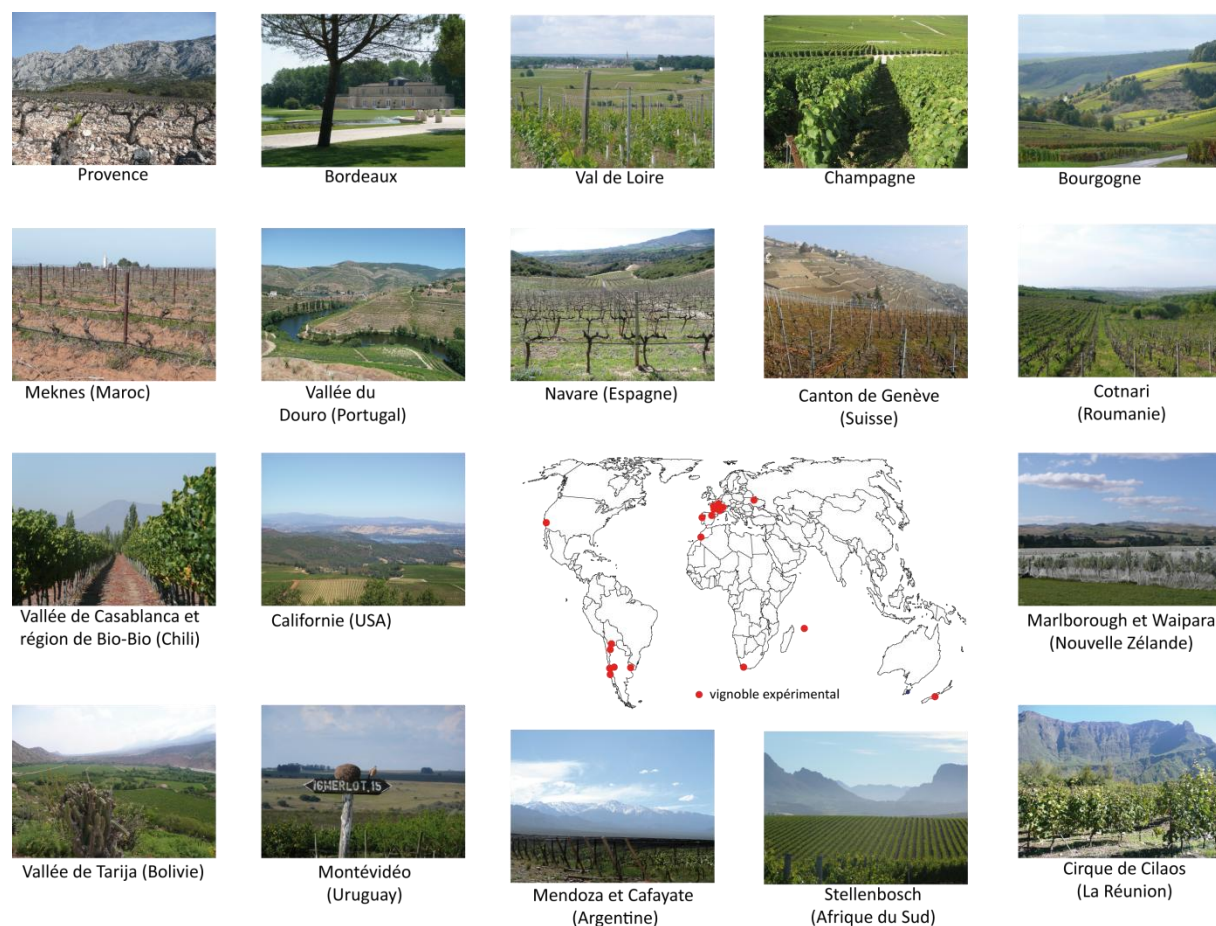 Provence
Bordeaux
Val de Loire
Champagne
Bourgogne
Meknes (Maroc)
Vallée du
Douro (Portugal)
Navare (Espagne)
Canton de Genève
(Suisse)
Cotnari
(Roumanie)
Vallée de Casablanca et
région de Bio-Bio (Chili)
Californie (USA)
vignoble expérimental
Marlborough et Waipara
(Nouvelle Zélande)
Vallée de Tarija (Bolivie)
16)MERLOT,15
Montévidéo
(Uruguay)
Mendoza et Cafayate
(Argentine)
Stellenbosch
(Afrique du Sud)
Cirque de Cilaos
(La Réunion)